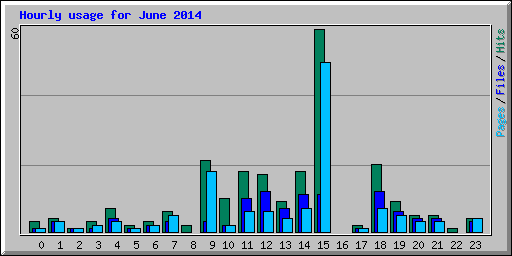 Hourly usage for June 2014
60
Pages/Files/Hits
0 1 2 3 4 5 6 7 8 9 10 11 12 13 14 15 16 17 18 19 20 21 22 23